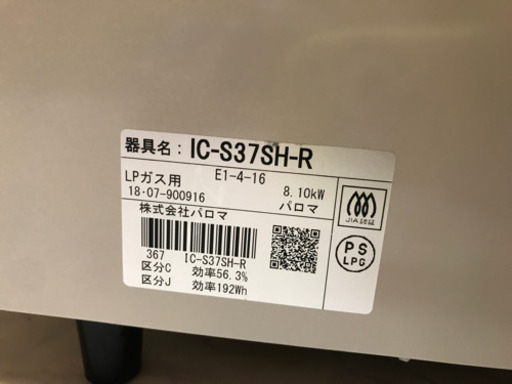 器具名：IC-S37SH-R
LPガス用 E1-4-16 8.10kW
18・07-900916 パロマ
株式会社パロマ
JIA認証
PS
LPG
367 IC-S37SH-R
区分C 効率56.3%
区分J 効率192Wh